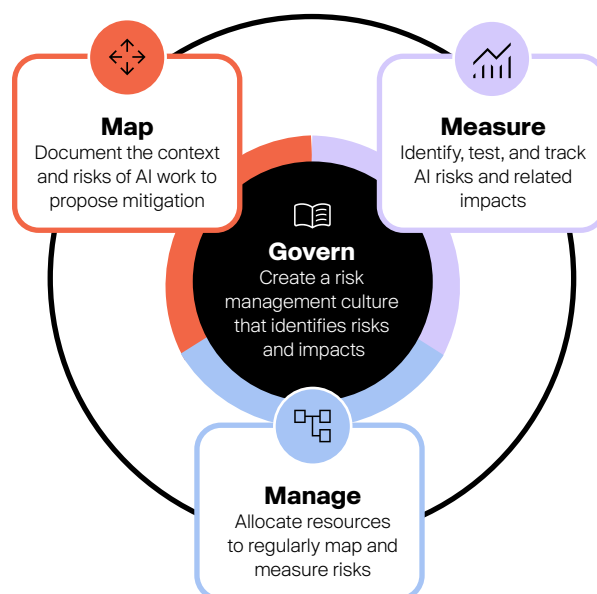 Map
Document the context
and risks of AI work to
propose mitigation
Measure
Identify, test, and track
AI risks and related
impacts
Govern
Create a risk
management culture
that identifies risks
and impacts
Manage
Allocate resources
to regularly map and
measure risks